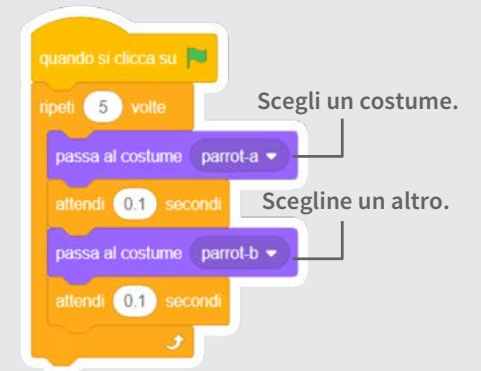 quando si clicca su
ripeti 5 volte
Scegli un costume.
passa al costume parrot-a
attendi 0.1 secondi
Scegline un altro.
passa al costume parrot-b
attendi 0.1 secondi